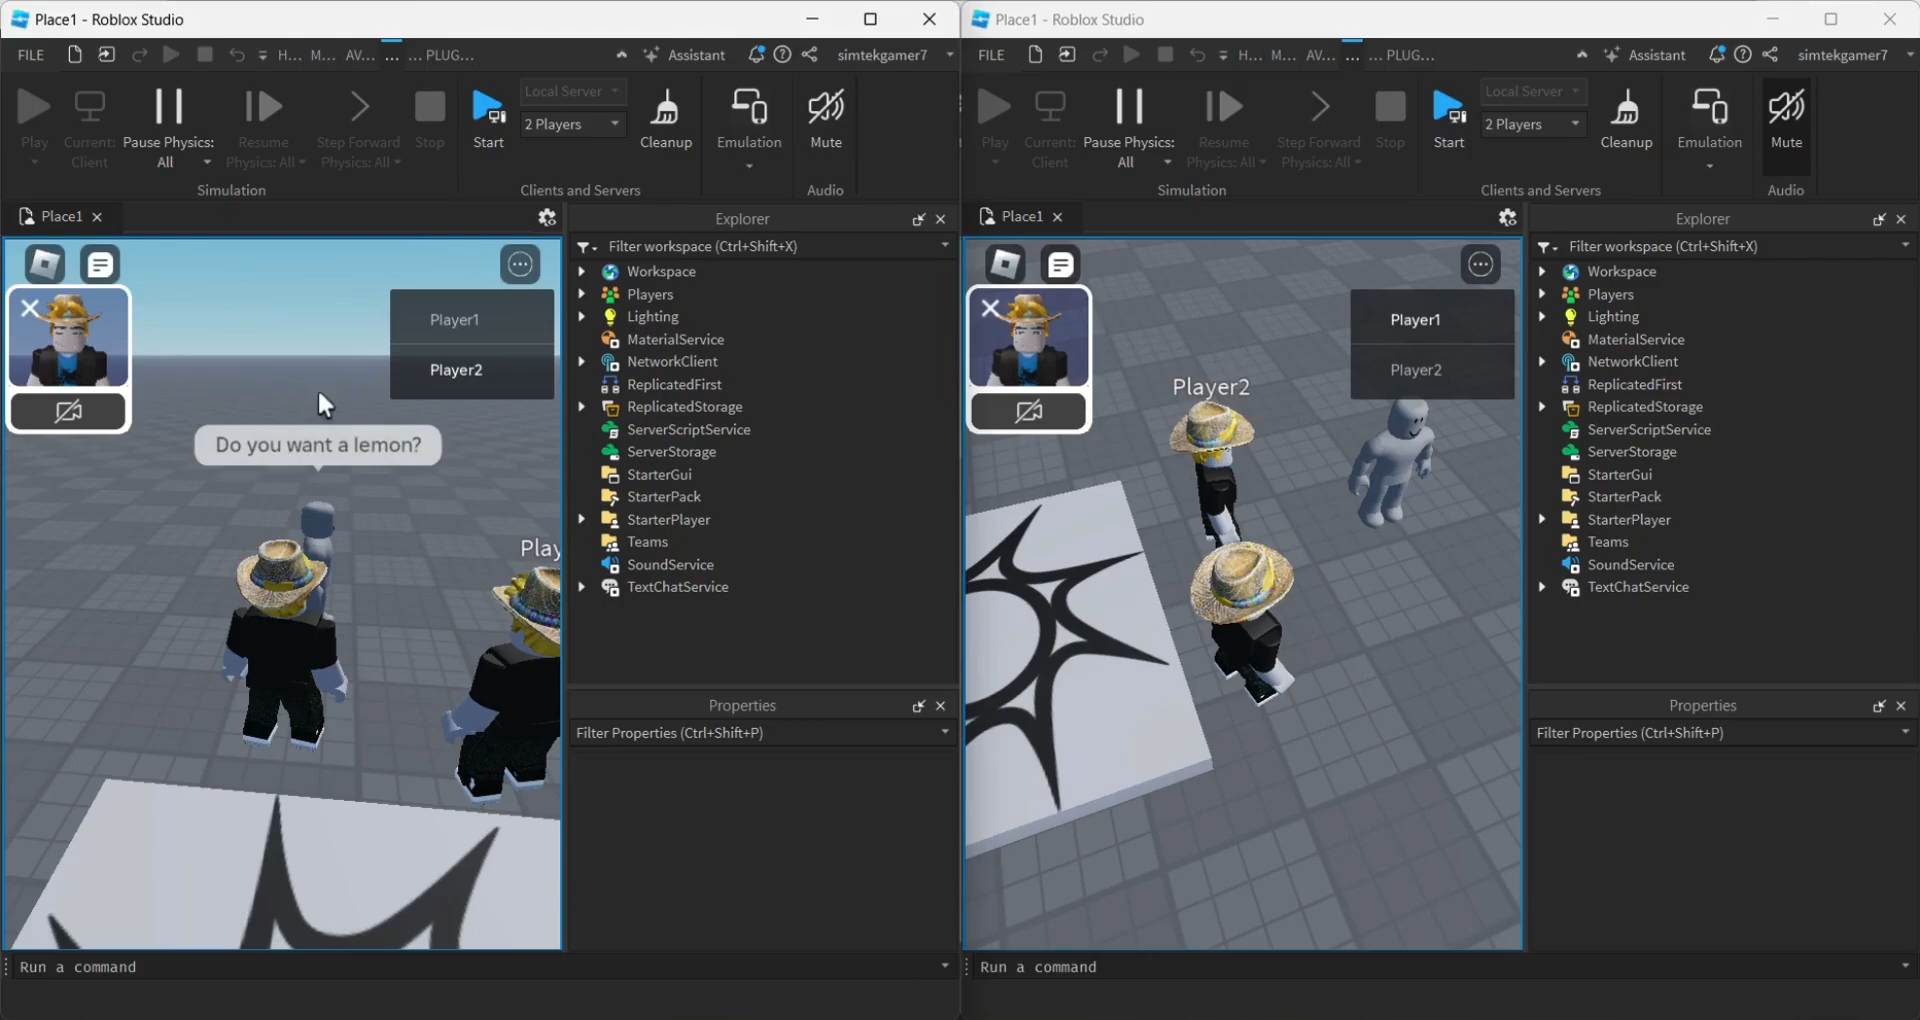 Place1 - Roblox Studio
FILE H... M... AV... ... ... PLUG... Assistant simtekgamer7
Play Current: Client Pause Physics: All Resume Physics: All Step Forward Physics: All Stop
Simulation
Start Local Server 2 Players Cleanup
Clients and Servers
Emulation
Mute
Audio
Place1
Player1
Player2
Do you want a lemon?
Play
Explorer
Filter workspace (Ctrl+Shift+X)
Workspace
Players
Lighting
MaterialService
NetworkClient
ReplicatedFirst
ReplicatedStorage
ServerScriptService
ServerStorage
StarterGui
StarterPack
StarterPlayer
Teams
SoundService
TextChatService
Properties
Filter Properties (Ctrl+Shift+P)
Run a command
Place1 - Roblox Studio
FILE H... M... AV... ... ... PLUG... Assistant simtekgamer7
Play Current: Client Pause Physics: All Resume Physics: All Step Forward Physics: All Stop
Simulation
Start Local Server 2 Players Cleanup
Clients and Servers
Emulation
Mute
Audio
Place1
Player1
Player2
Player2
Explorer
Filter workspace (Ctrl+Shift+X)
Workspace
Players
Lighting
MaterialService
NetworkClient
ReplicatedFirst
ReplicatedStorage
ServerScriptService
ServerStorage
StarterGui
StarterPack
StarterPlayer
Teams
SoundService
TextChatService
Properties
Filter Properties (Ctrl+Shift+P)
Run a command